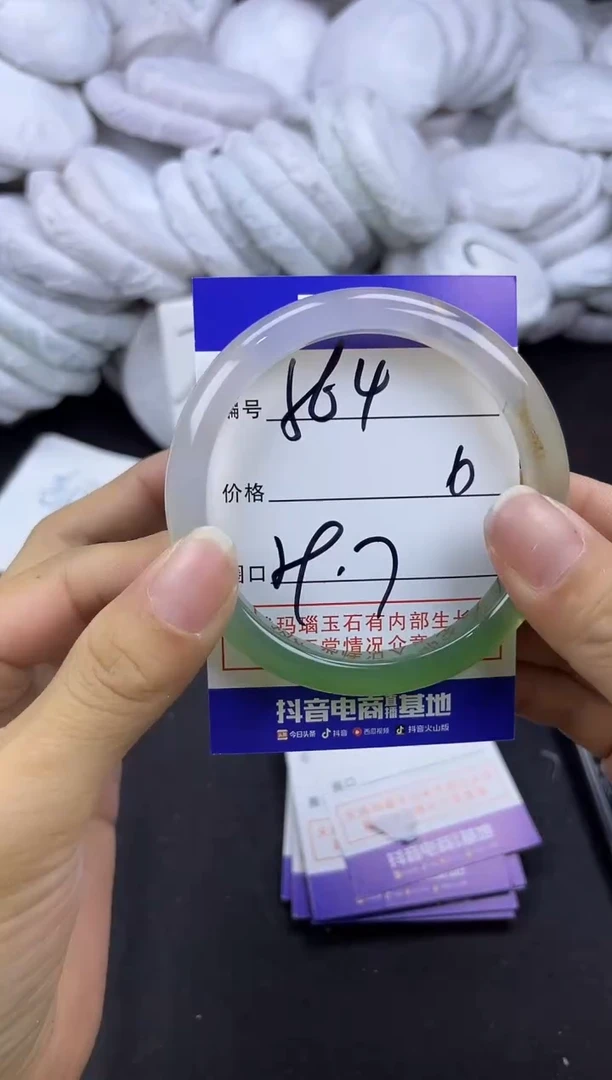 编号 864
价格 6
圈口
玛瑙玉石有内部生长
正常情况介意
抖音电商直播基地
今日头条 抖音 西瓜视频 抖音火山版